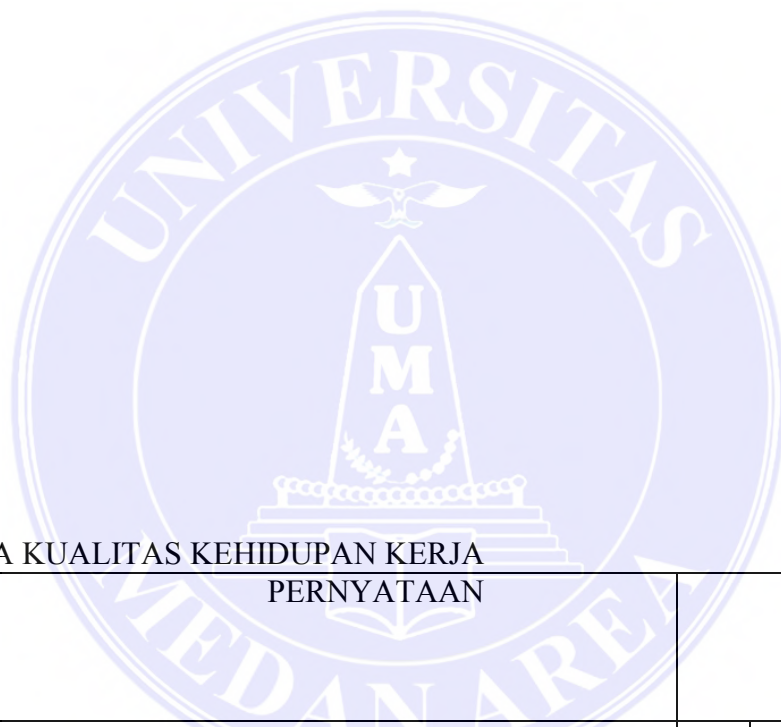 UNIVERSITAS
UMA
MEDAN AREA
A KUALITAS KEHIDUPAN KERJA
PERNYATAAN